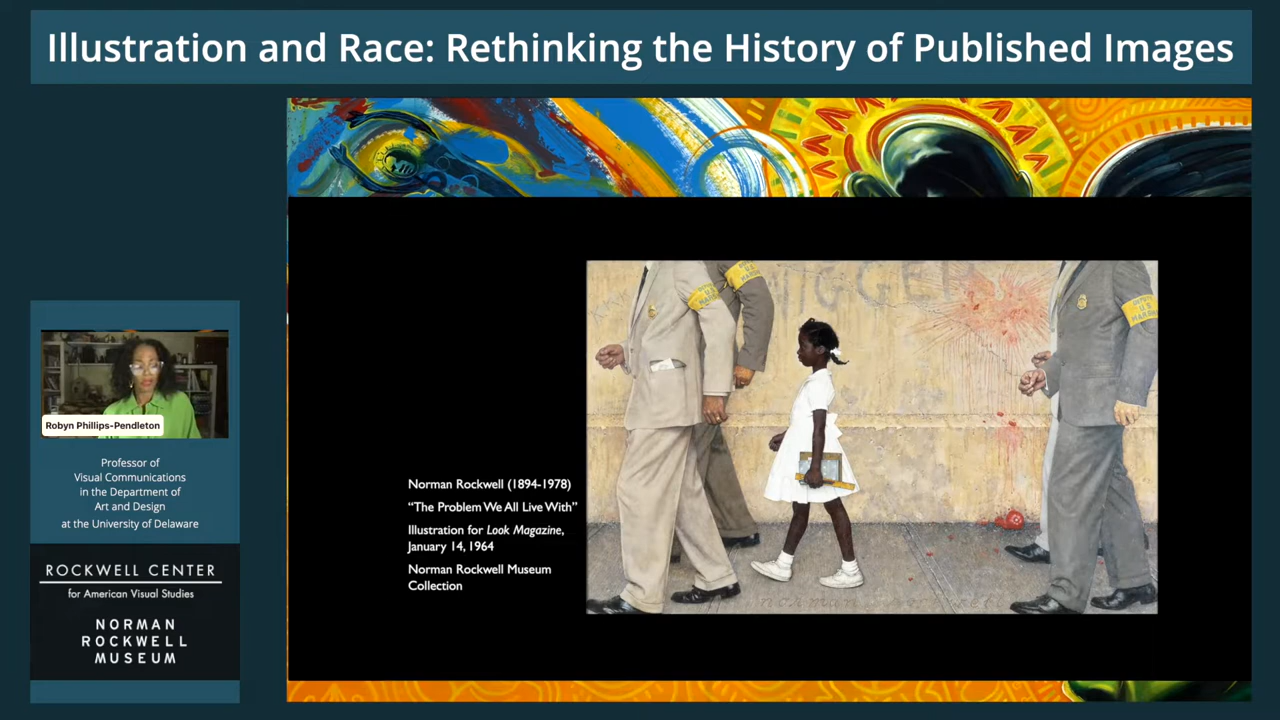 Illustration and Race: Rethinking the History of Published Images
Robyn Phillips-Pendleton
Professor of
Visual Communications
in the Department of
Art and Design
at the University of Delaware
ROCKWELL CENTER
for American Visual Studies
NORMAN
ROCKWELL
MUSEUM
Norman Rockwell (1894-1978)
“The Problem We All Live With”
Illustration for Look Magazine,
January 14, 1964
Norman Rockwell Museum
Collection
NIGGER
DEPUTY
U.S.
MARSHAL